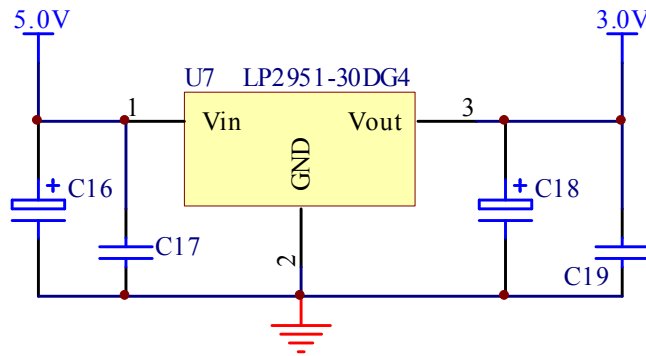 5.0V
3.0V
U7 LP2951-30DG4
1
Vin
Vout
3
GND
2
+
C16
C17
+
C18
C19